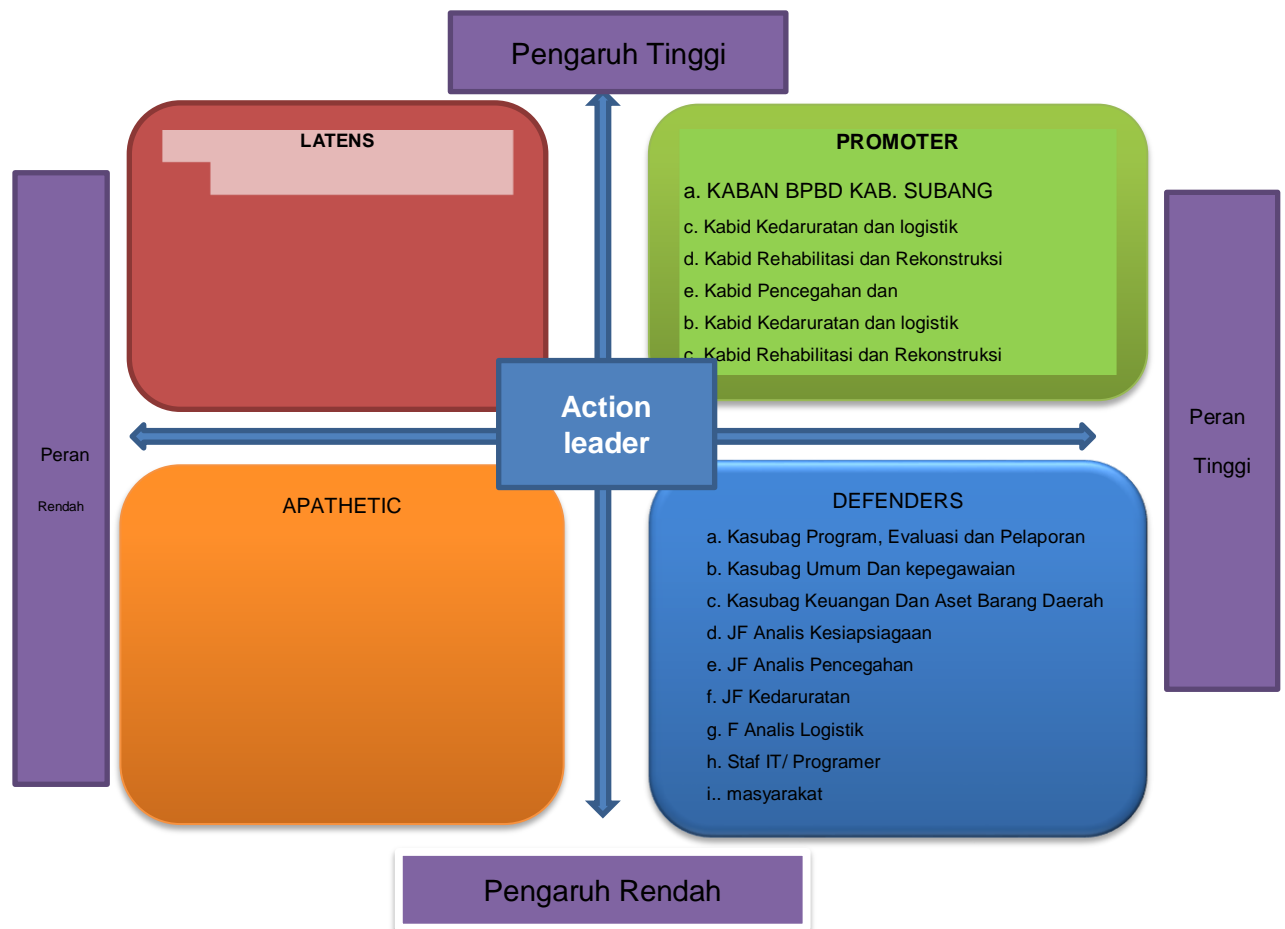 Pengaruh Tinggi
LATENS
PROMOTER
a. KABAN BPBD KAB. SUBANG
c. Kabid Kedaruratan dan logistik
d. Kabid Rehabilitasi dan Rekonstruksi
e. Kabid Pencegahan dan
b. Kabid Kedaruratan dan logistik
c. Kabid Rehabilitasi dan Rekonstruksi
Action
leader
Peran
Rendah
Peran
Tinggi
APATHETIC
DEFENDERS
a. Kasubag Program, Evaluasi dan Pelaporan
b. Kasubag Umum Dan kepegawaian
c. Kasubag Keuangan Dan Aset Barang Daerah
d. JF Analis Kesiapsiagaan
e. JF Analis Pencegahan
f. JF Kedaruratan
g. F Analis Logistik
h. Staf IT/ Programer
i.. masyarakat
Pengaruh Rendah